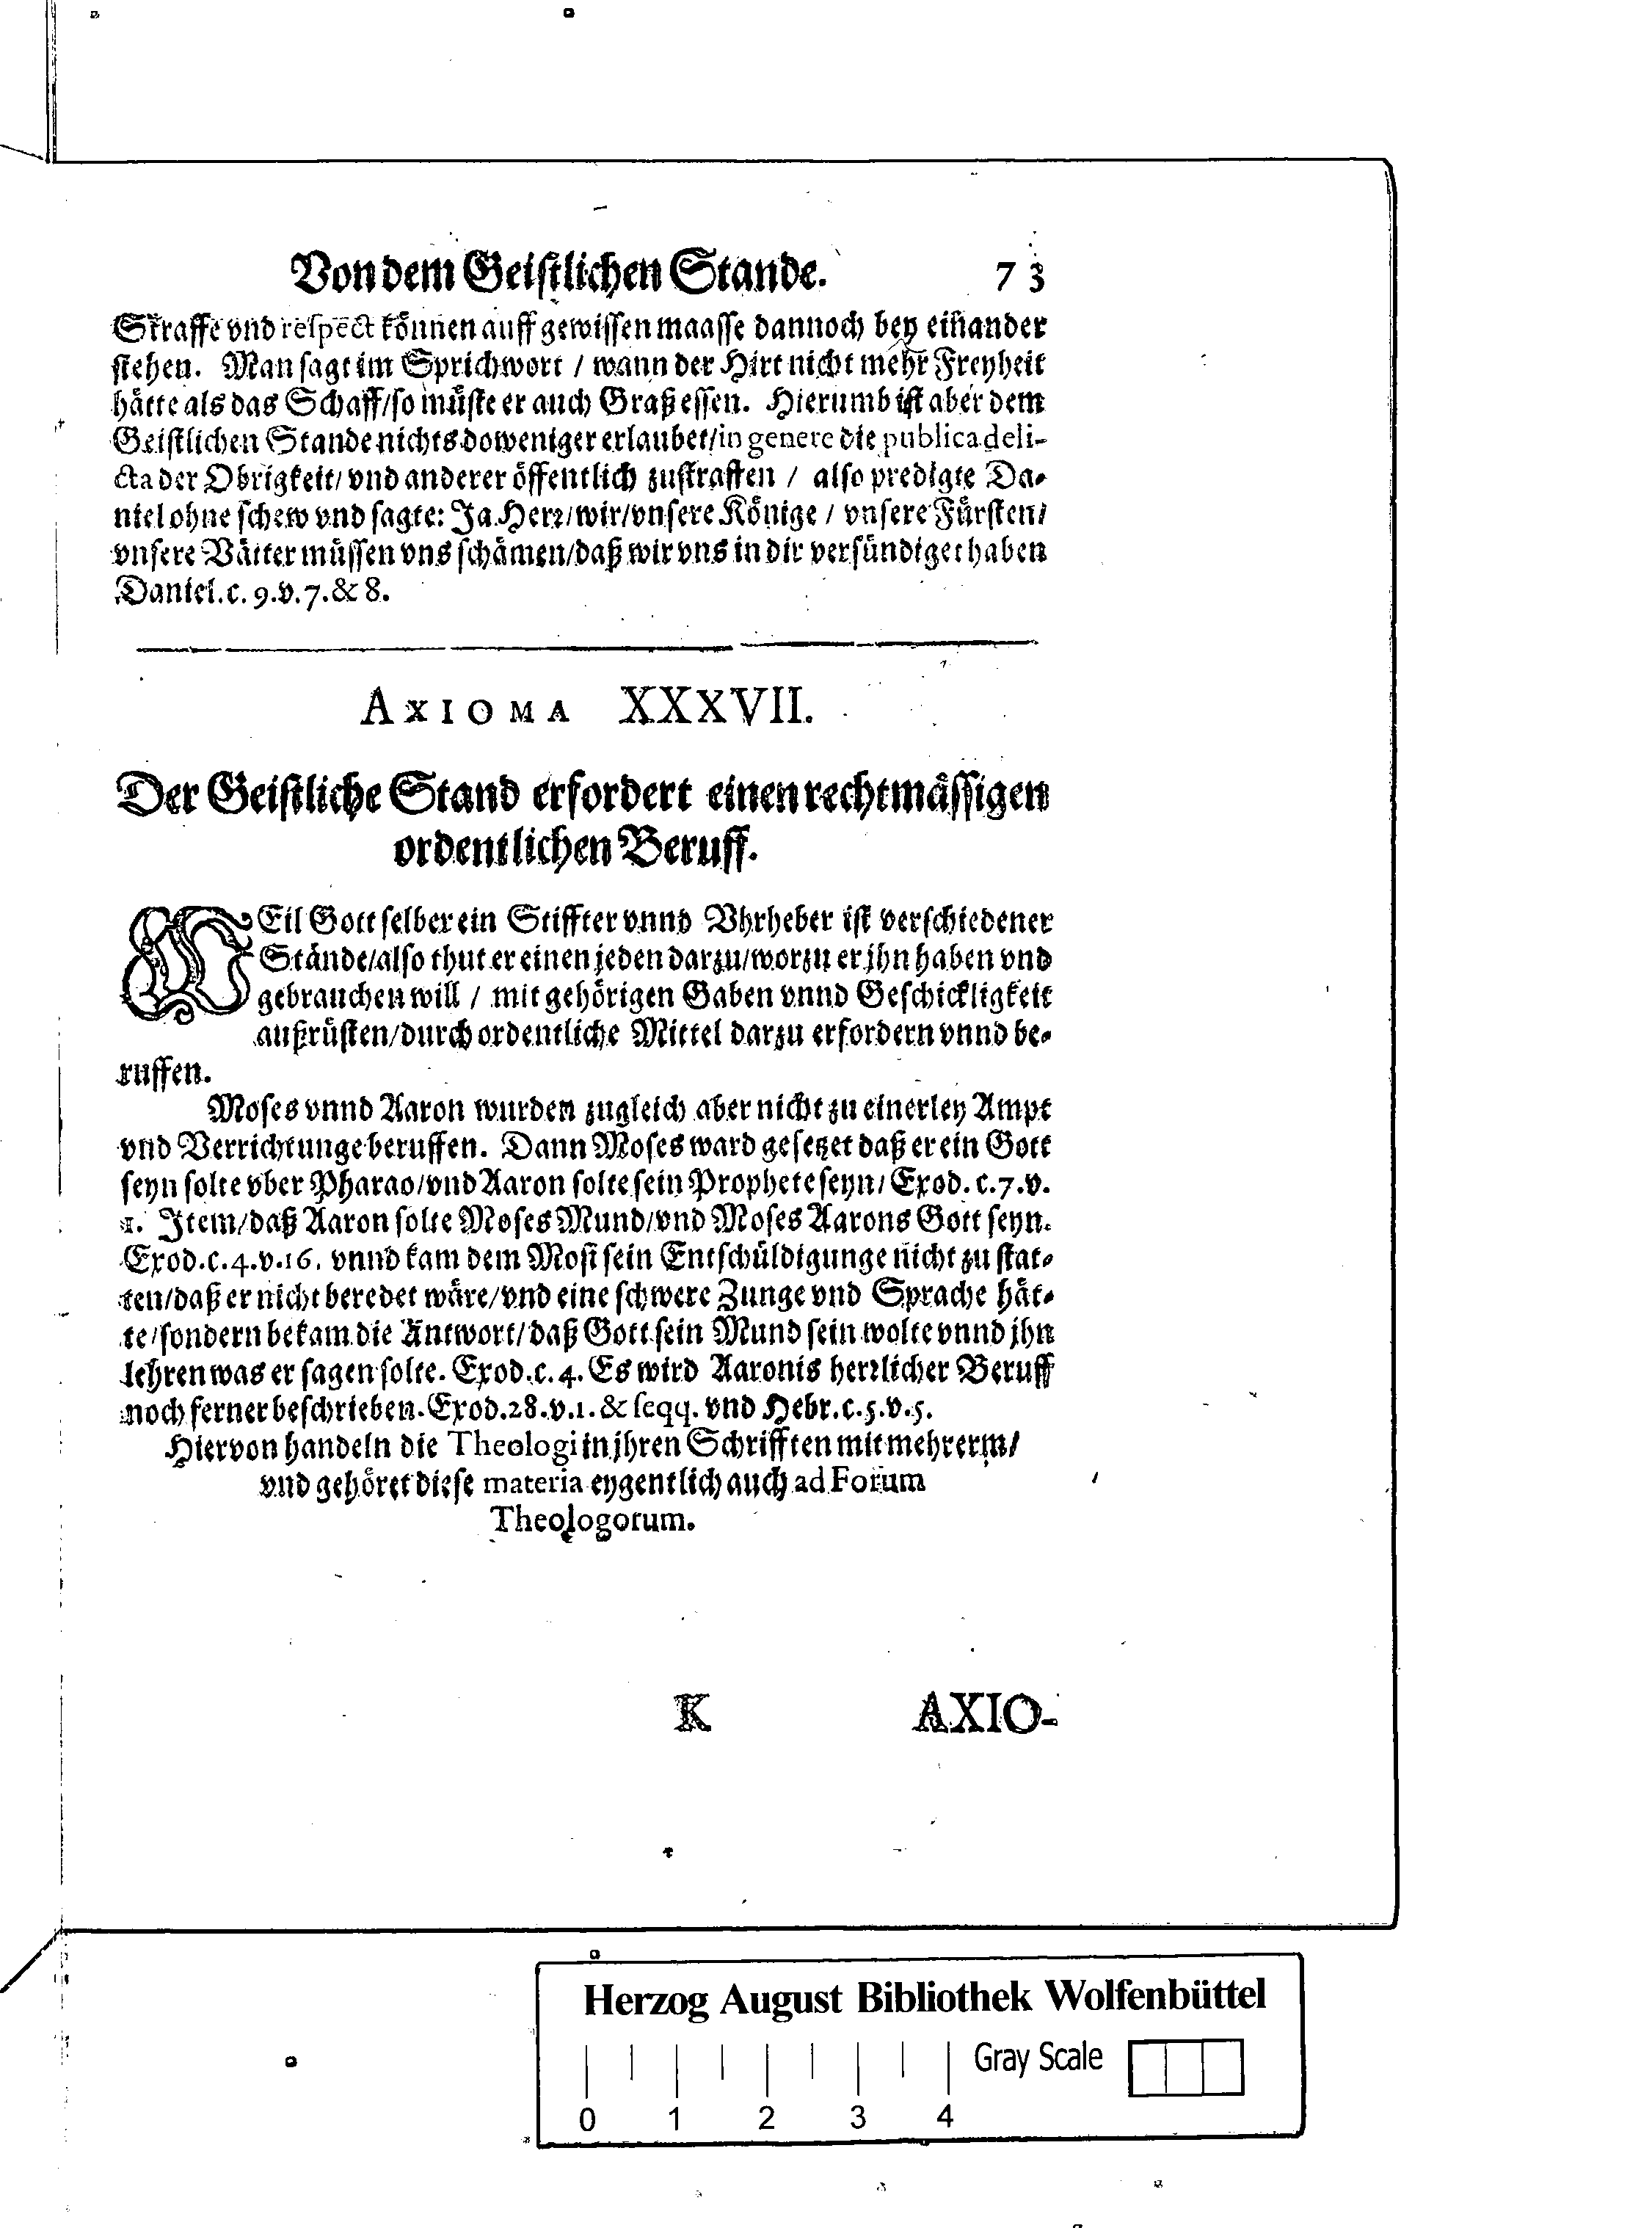 Von dem Geistlichen Stande. 73
Straffe vnd respect können auff gewissen maasse dannoch bey einander
stehen. Man sagt im Sprichwort / wann der Hirt nicht mehr Freyheit
hätte als das Schaff/so müste er auch Graß essen. Hierumb ist aber dem
Geistlichen Stande nichts doweniger erlaubet/in genere die publica deli-
cta der Obrigkeit/ vnd anderer öffentlich zustraffen / also predigte Da-
niel ohne schew vnd sagte: Ja Herr/wir/vnsere Könige / vnsere Fürsten/
vnsere Vätter müssen vns schämen/daß wir vns in dir versündiget haben
Daniel. c. 9. v. 7. & 8.
AXIOMA XXXVII.
Der Geistliche Stand erfordert einen rechtmässigen
ordentlichen Beruff.
WEil Gott selber ein Stiffter vnnd Vhrheber ist verschiedener
Stände/also thut er einen jeden darzu/worzu er jhn haben vnd
gebrauchen will / mit gehörigen Gaben vnnd Geschickligkeit
außrüsten/durch ordentliche Mittel darzu erfordern vnnd be-
ruffen.
Moses vnnd Aaron wurden zugleich aber nicht zu einerley Ampt
vnd Verrichtunge beruffen. Dann Moses ward gesetzet daß er ein Gott
seyn solte vber Pharao/vnd Aaron solte sein Prophete seyn/ Exod. c. 7. v.
1. Item/daß Aaron solte Moses Mund/vnd Moses Aarons Gott seyn.
Exod. c. 4. v. 16. vnnd kam dem Mosi sein Entschüldigunge nicht zu stat-
ten/daß er nicht beredet wäre/vnd eine schwere Zunge vnd Sprache hät-
te/sondern bekam die Antwort/daß Gott sein Mund sein wolte vnnd jhn
lehren was er sagen solte. Exod. c. 4. Es wird Aaronis herrlicher Beruff
noch ferner beschrieben. Exod. 28. v. 1. & seqq. vnd Hebr. c. 5. v. 5.
Hiervon handeln die Theologi in jhren Schrifften mit mehrerm/
vnd gehöret diese materia eygentlich auch ad Forum
Theologorum.
K AXIO-
Herzog August Bibliothek Wolfenbüttel
Gray Scale
0 1 2 3 4